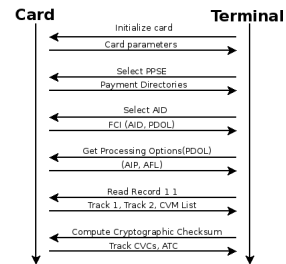 Card
Terminal
Initialize card
Card parameters
Select PPSE
Payment Directories
Select AID
FCI (AID, PDOL)
Get Processing Options(PDOL)
(AIP, AFL)
Read Record 1 1
Track 1, Track 2, CVM List
Compute Cryptographic Checksum
Track CVCs, ATC